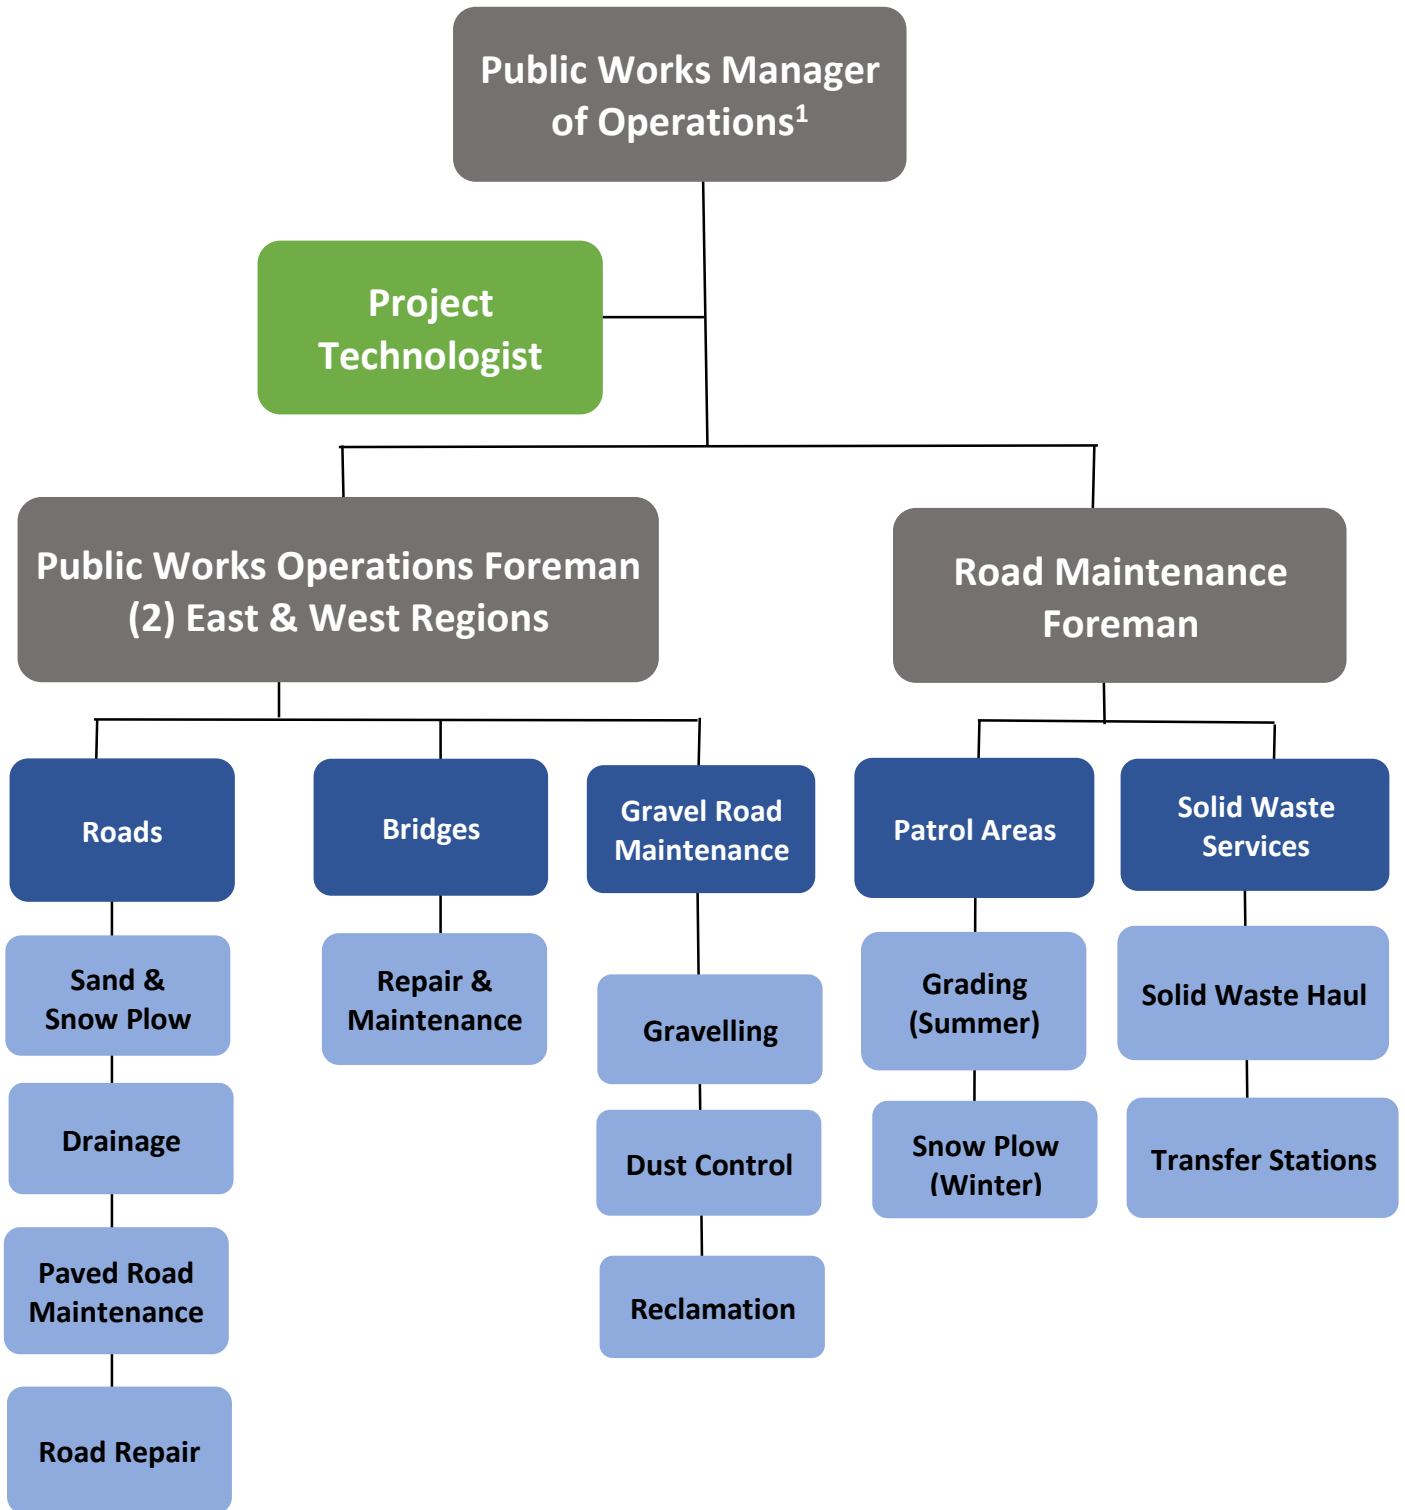 Public Works Manager
of Operations¹
Project
Technologist
Public Works Operations Foreman
(2) East & West Regions
Road Maintenance
Foreman
Roads
Bridges
Gravel Road
Maintenance
Patrol Areas
Solid Waste
Services
Sand &
Snow Plow
Drainage
Paved Road
Maintenance
Road Repair
Repair &
Maintenance
Gravelling
Dust Control
Reclamation
Grading
(Summer)
Snow Plow
(Winter)
Solid Waste Haul
Transfer Stations